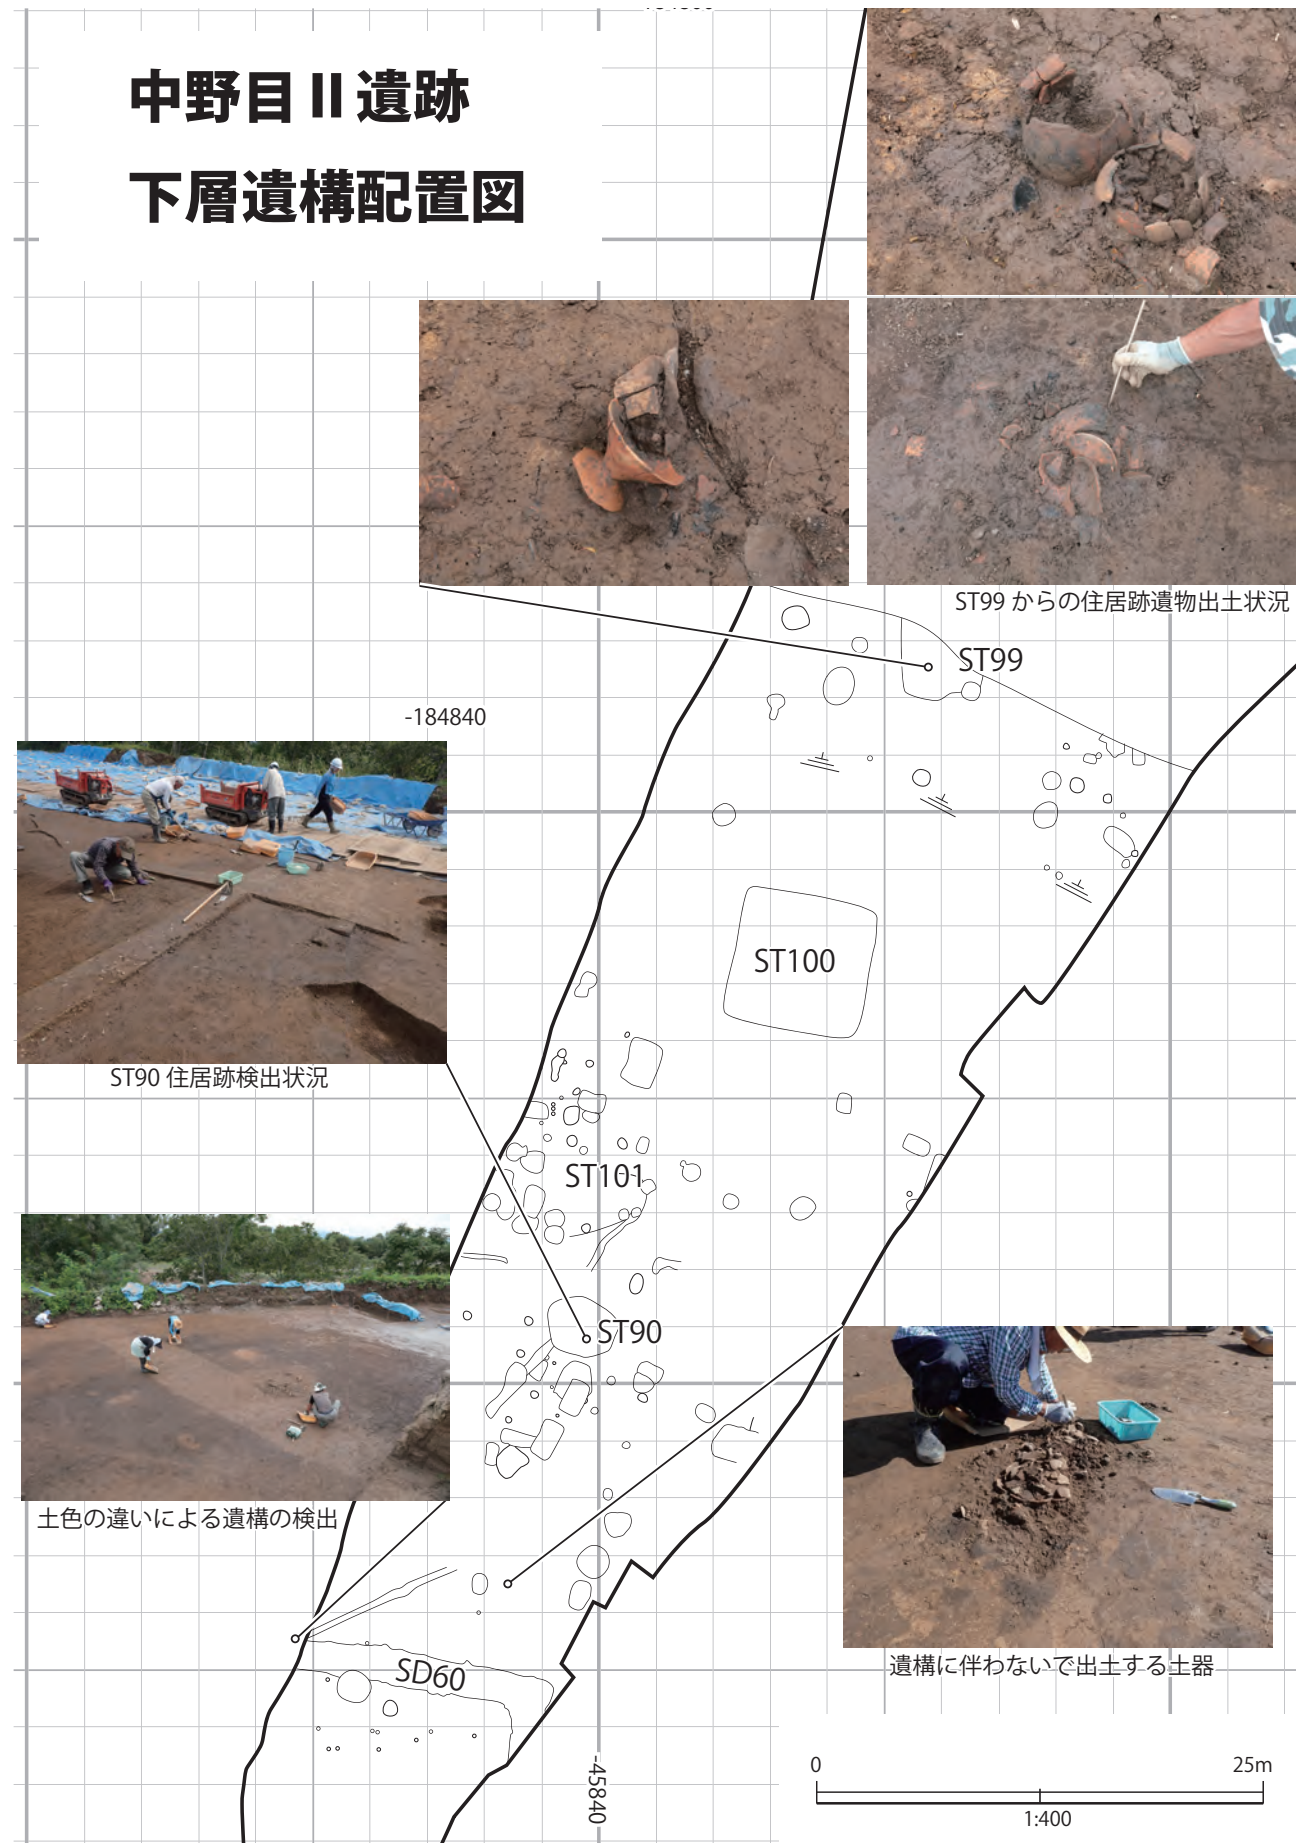 中野目Ⅱ遺跡
下層遺構配置図
ST99 からの住居跡遺物出土状況
ST99
-184840
ST100
ST90 住居跡検出状況
ST101
ST90
土色の違いによる遺構の検出
SD60
遺構に伴わないで出土する土器
-45840
0
25m
1:400